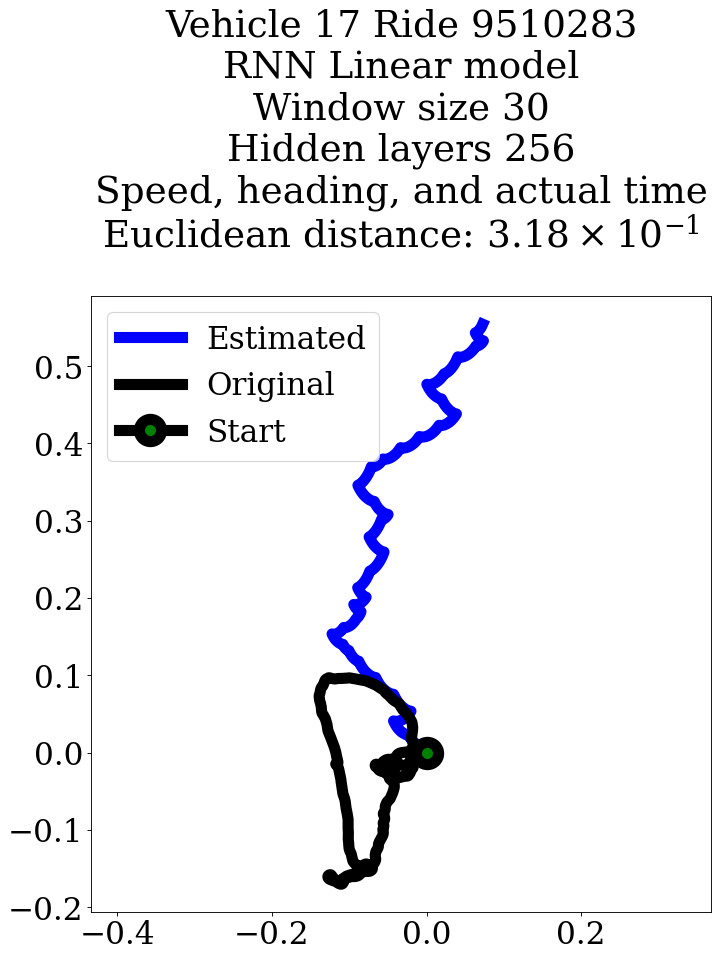 Vehicle 17 Ride 9510283
RNN Linear model
Window size 30
Hidden layers 256
Speed, heading, and actual time
Euclidean distance: 3.18 × 10⁻¹
Estimated
Original
Start
0.5
0.4
0.3
0.2
0.1
0.0
−0.1
−0.2
−0.4 −0.2 0.0 0.2